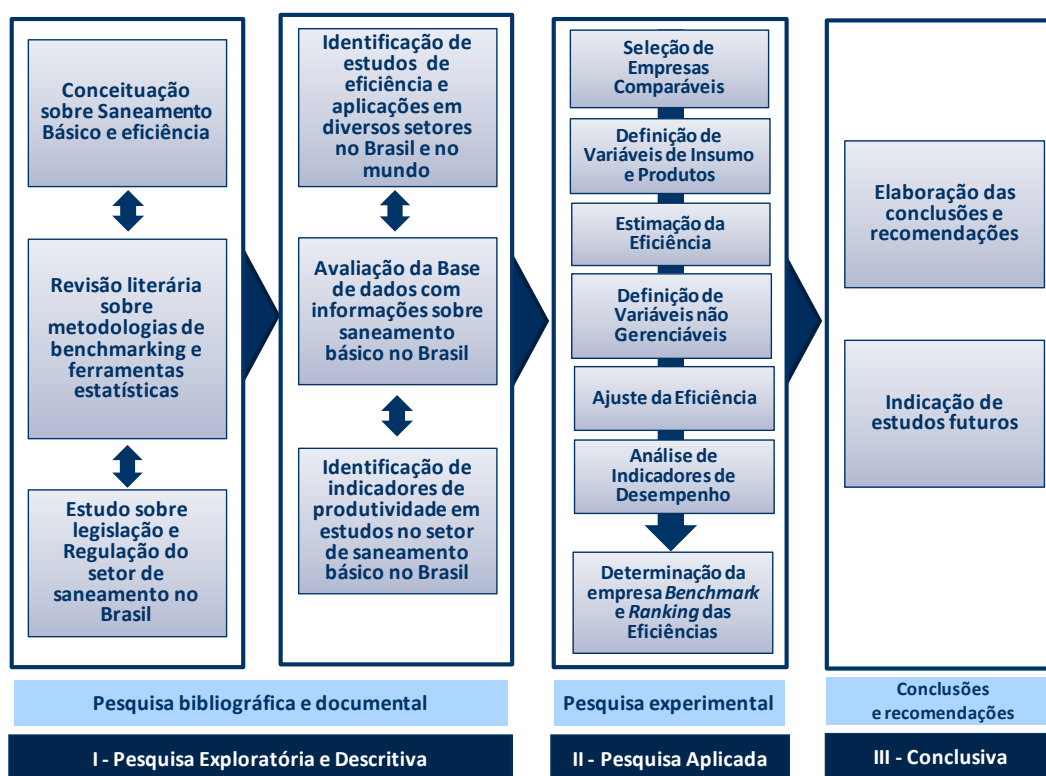 Conceituação
sobre Saneamento
Básico e eficiência
Revisão literária
sobre
metodologias de
benchmarking e
ferramentas
estatísticas
Estudo sobre
legislação e
Regulação do
setor de
saneamento no
Brasil
Identificação de
estudos de
eficiência e
aplicações em
diversos setores
no Brasil e no
mundo
Avaliação da Base
de dados com
informações sobre
saneamento
básico no Brasil
Identificação de
indicadores de
produtividade em
estudos no setor
de saneamento
básico no Brasil
Seleção de
Empresas
Comparáveis
Definição de
Variáveis de Insumo
e Produtos
Estimação da
Eficiência
Definição de
Variáveis não
Gerenciáveis
Ajuste da Eficiência
Análise de
Indicadores de
Desempenho
Determinação da
empresa Benchmark
e Ranking das
Eficiências
Elaboração das
conclusões e
recomendações
Indicação de
estudos futuros
Pesquisa bibliográfica e documental
Pesquisa experimental
Conclusões
e recomendações
I - Pesquisa Exploratória e Descritiva
II - Pesquisa Aplicada
III - Conclusiva